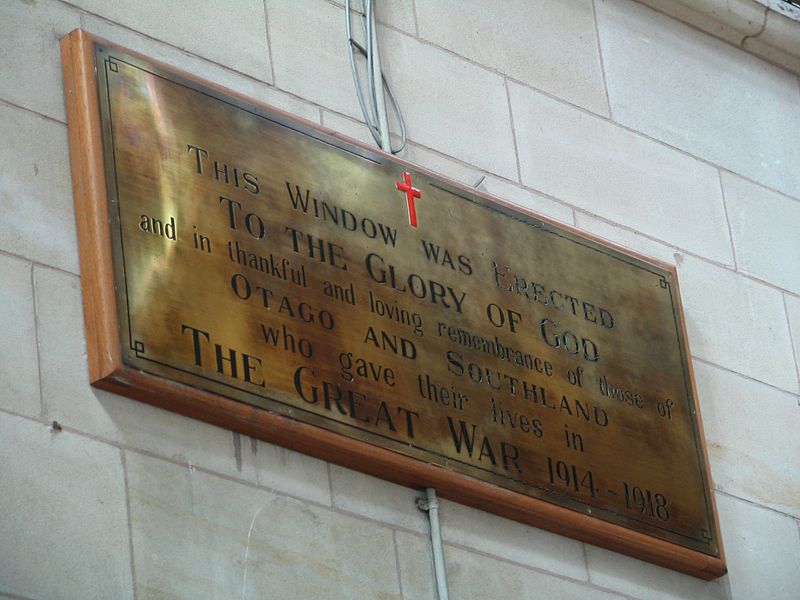 THIS WINDOW WAS ERECTED
TO THE GLORY OF GOD
and in thankful and loving remembrance of those of
OTAGO AND SOUTHLAND
who gave their lives in
THE GREAT WAR 1914-1918